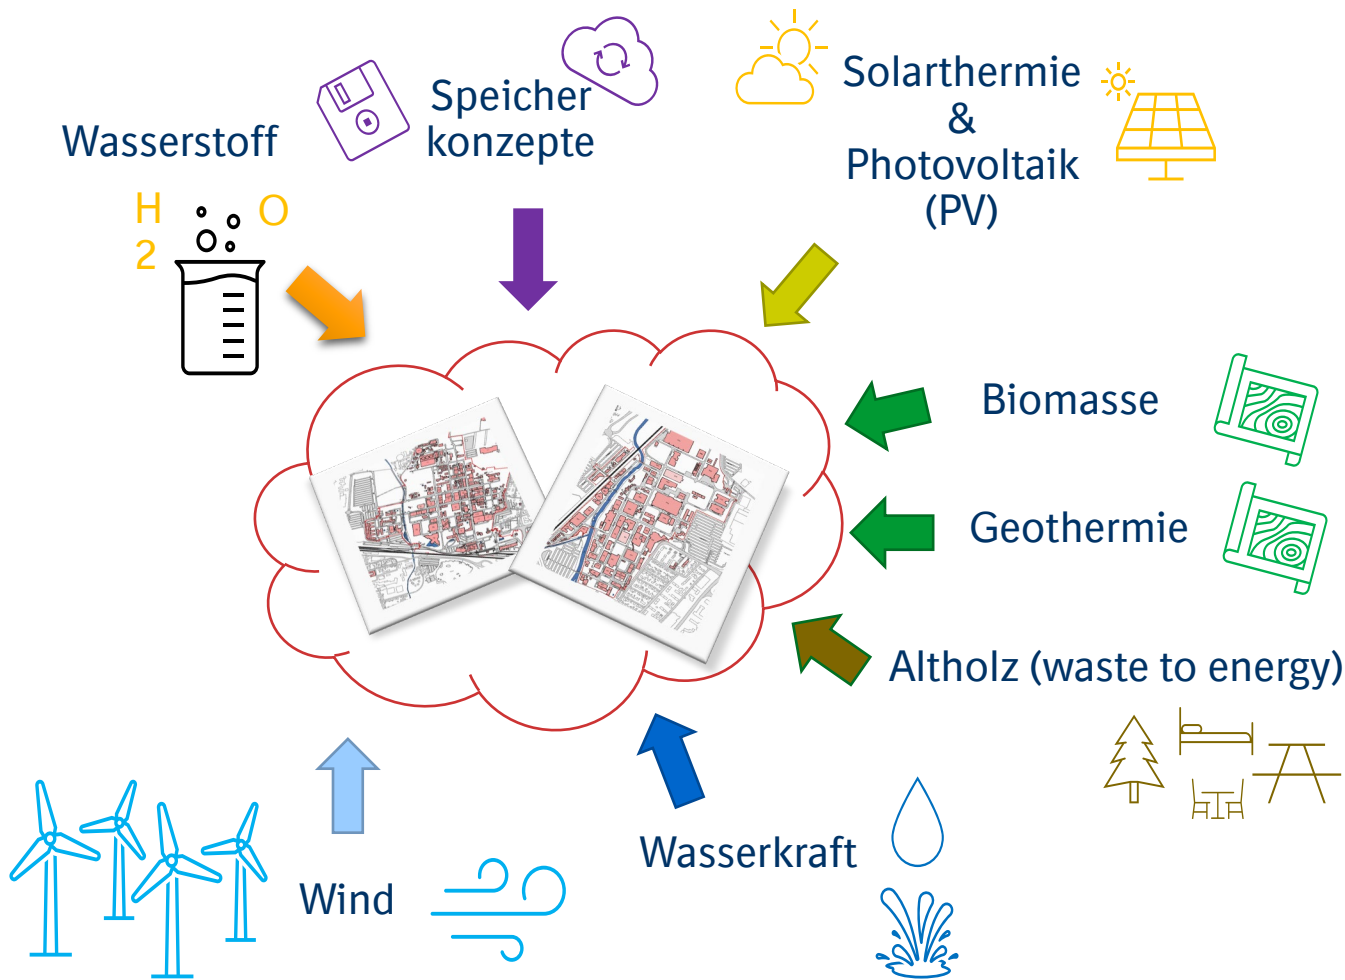 Speicher
konzepte
Solarthermie
&
Photovoltaik
(PV)
Wasserstoff
H
2
O
Biomasse
Geothermie
Altholz (waste to energy)
Wasserkraft
Wind